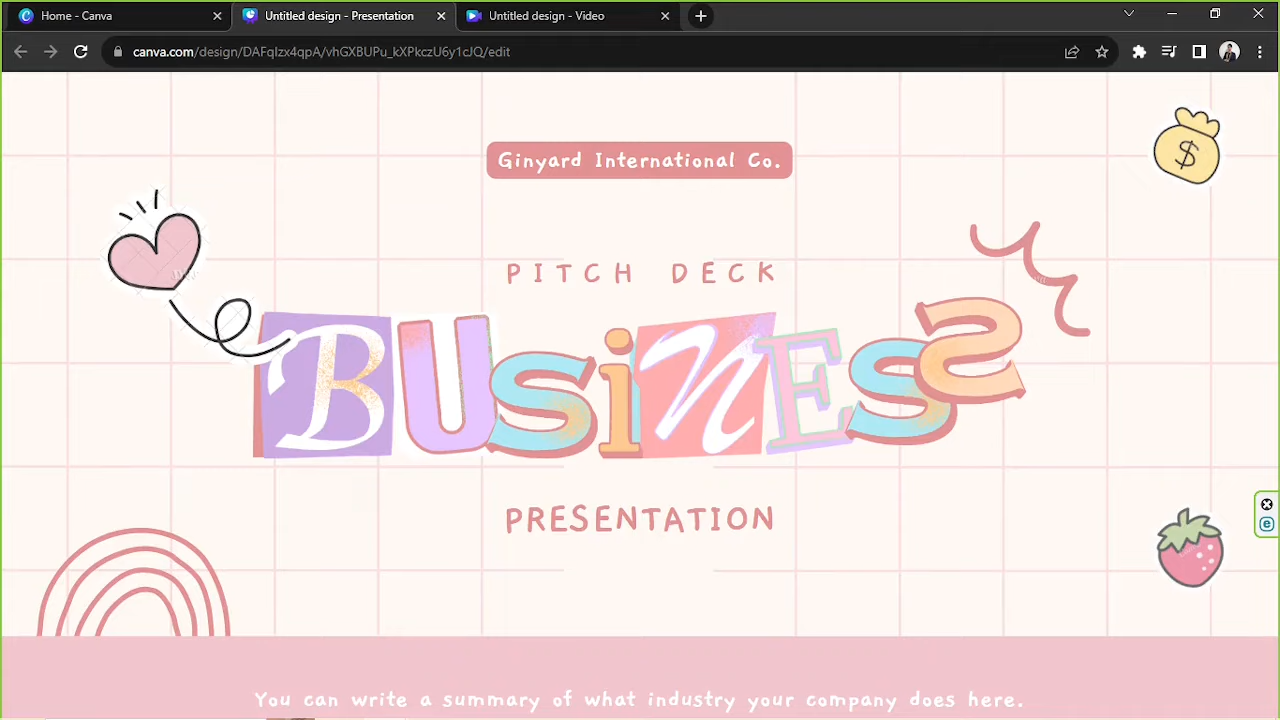 Home - Canva
Untitled design - Presentation
Untitled design - Video
canva.com/design/DAFqIzx4qpA/vhGXBUPu_kXPkczU6y1cJQ/edit
Ginyard International Co.
$
PITCH DECK
BUSiNESS
PRESENTATION
You can write a summary of what industry your company does here.